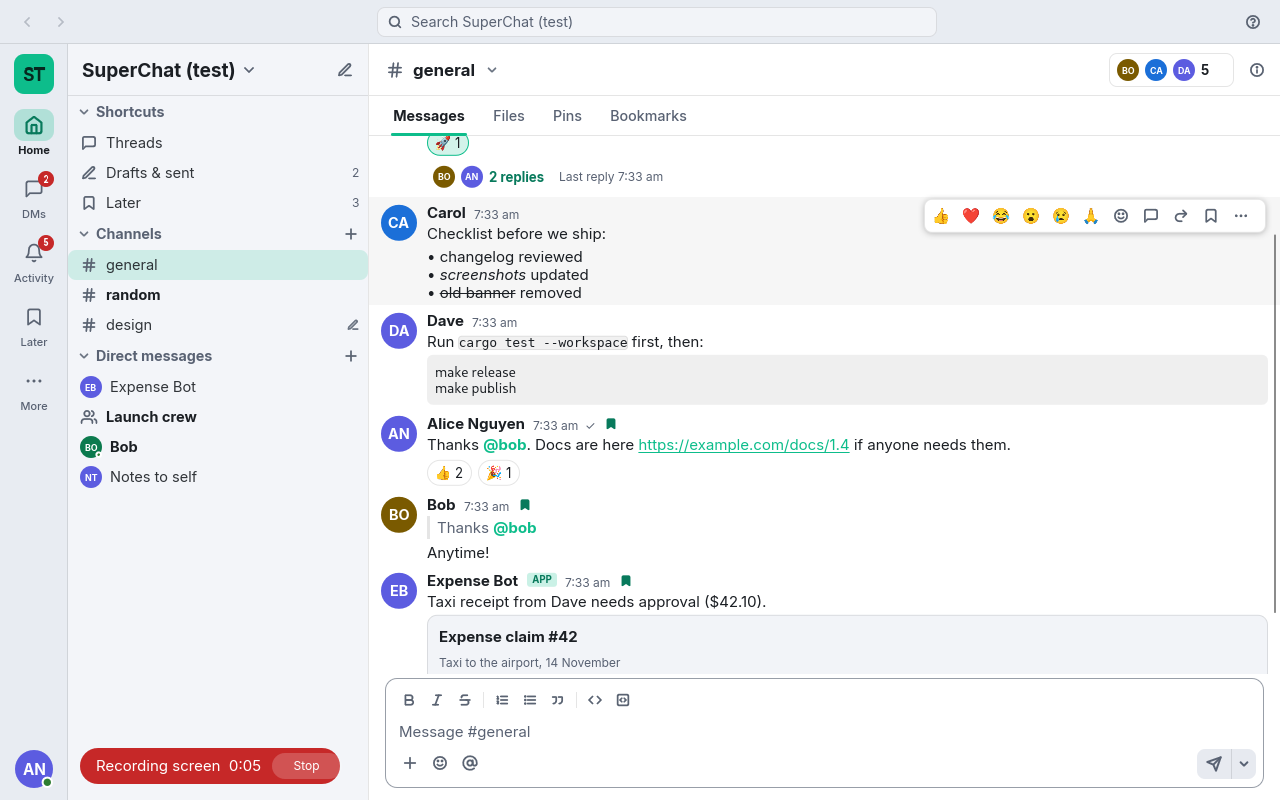 Search SuperChat (test)
ST
Home
2
DMs
5
Activity
Later
More
AN
SuperChat (test)
Shortcuts
Threads
Drafts & sent 2
Later 3
Channels
# general
# random
# design
Direct messages
EB Expense Bot
Launch crew
BO Bob
NT Notes to self
Recording screen 0:05 Stop
# general
BO CA DA 5
Messages Files Pins Bookmarks
🚀 1
BO AN 2 replies Last reply 7:33 am
CA Carol 7:33 am
Checklist before we ship:
• changelog reviewed
• screenshots updated
• old banner removed
👍 ❤️ 😂 😮 😢 🙏
DA Dave 7:33 am
Run cargo test --workspace first, then:
make release
make publish
AN Alice Nguyen 7:33 am
Thanks @bob. Docs are here https://example.com/docs/1.4 if anyone needs them.
👍 2 🎉 1
BO Bob 7:33 am
Thanks @bob
Anytime!
EB Expense Bot APP 7:33 am
Taxi receipt from Dave needs approval ($42.10).
Expense claim #42
Taxi to the airport, 14 November
Message #general